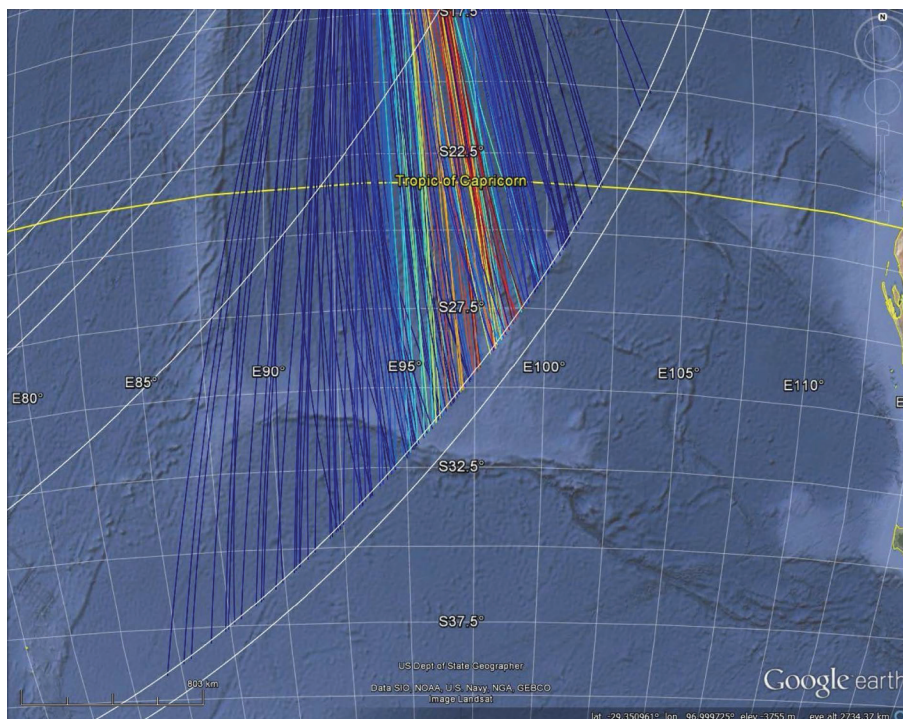 S17.5°
N
S22.5°
Tropic of Capricorn
S27.5°
E80°
E85°
E90°
E95°
E100°
E105°
E110°
E
S32.5°
S37.5°
US Dept of State Geographer
803 km
Data SIO, NOAA, U.S. Navy, NGA, GEBCO
Image Landsat
Google earth
lat -29.350961° lon 96.999725° elev -3755 m eye alt 2734.37 km